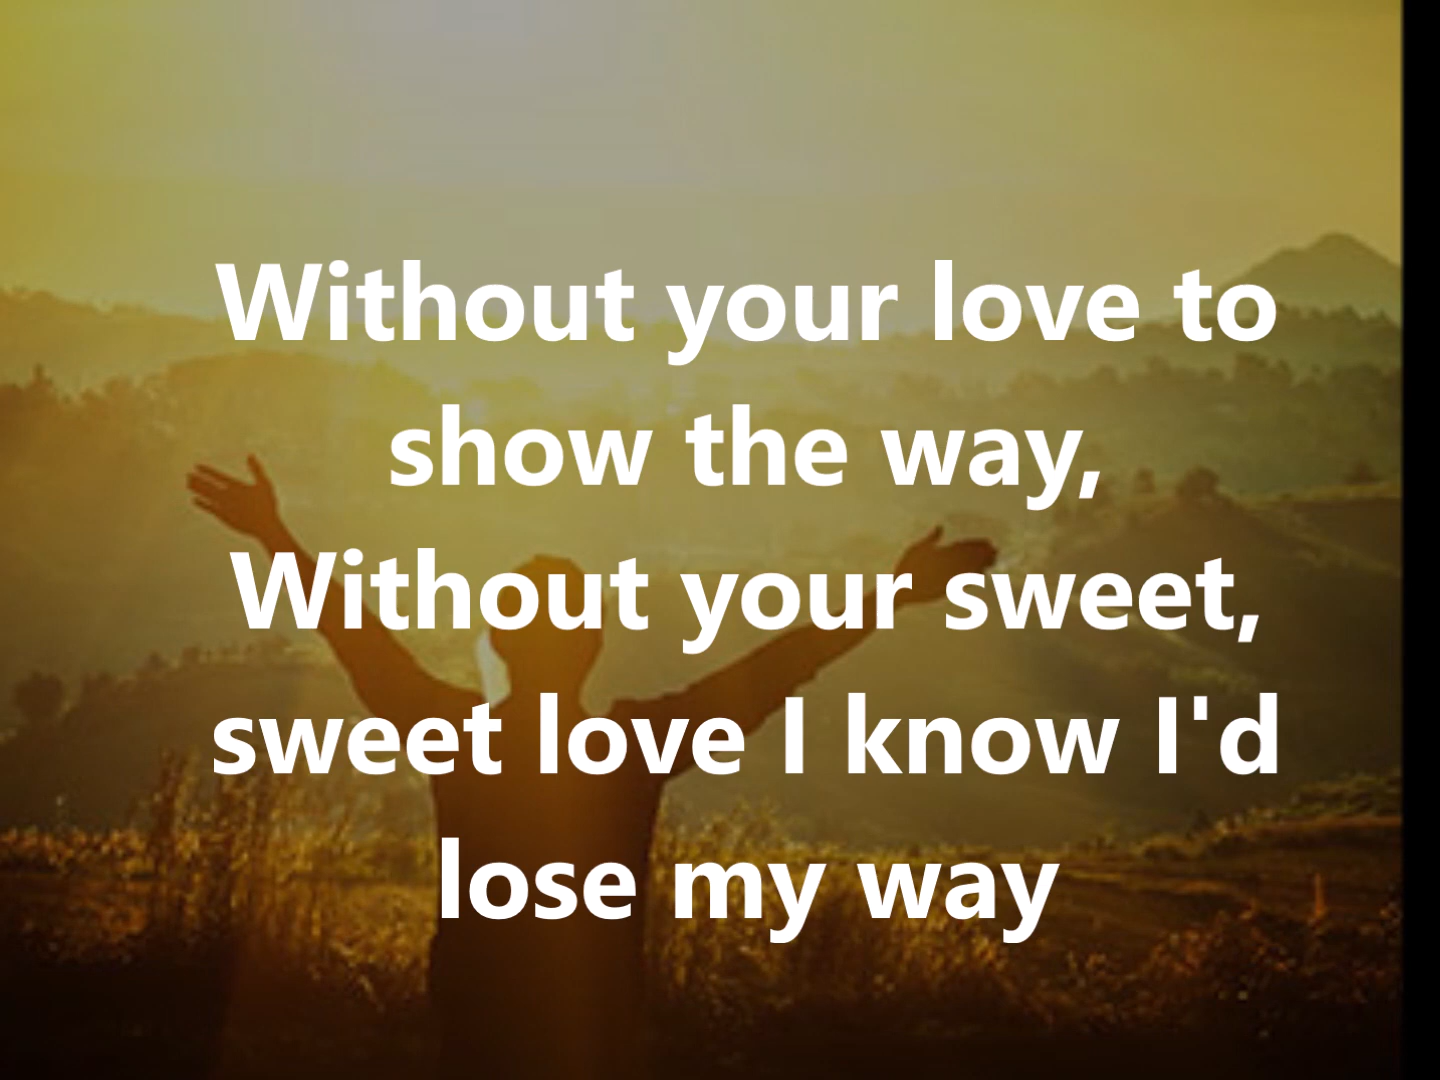 Without your love to
show the way,
Without your sweet,
sweet love I know I'd
lose my way